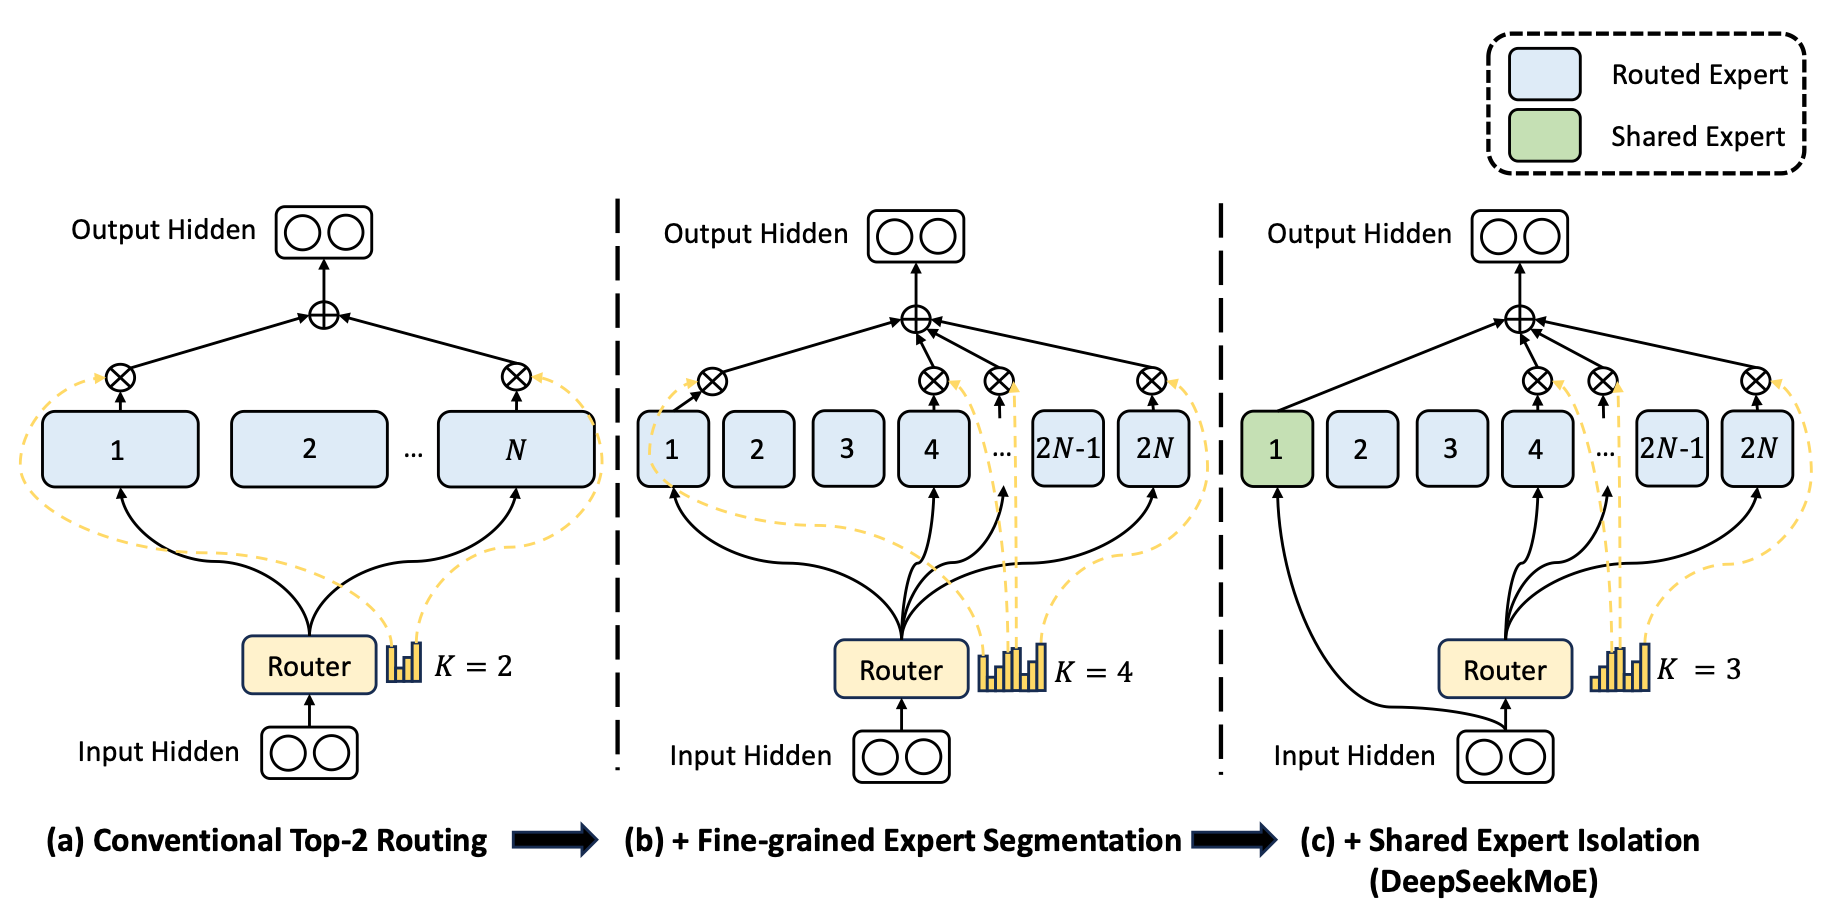 Routed Expert
Shared Expert
Output Hidden
1
2
...
N
Router
K = 2
Input Hidden
Output Hidden
1
2
3
4
...
2N-1
2N
Router
K = 4
Input Hidden
Output Hidden
1
2
3
4
...
2N-1
2N
Router
K = 3
Input Hidden
(a) Conventional Top-2 Routing
(b) + Fine-grained Expert Segmentation
(c) + Shared Expert Isolation
(DeepSeekMoE)